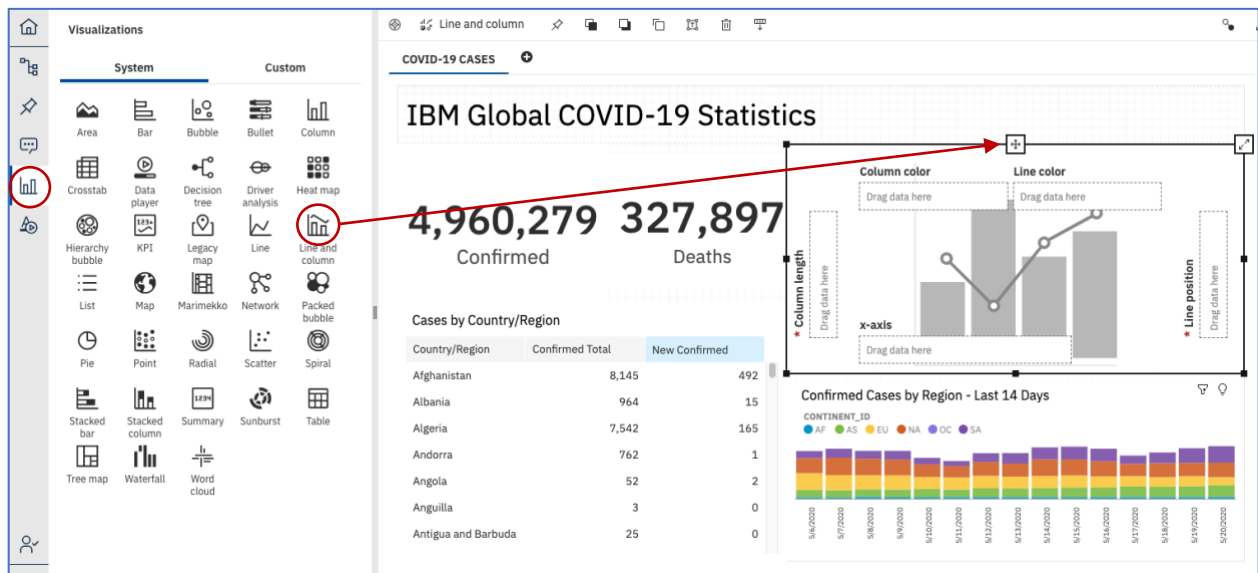 Visualizations
System
Custom
Area
Bar
Bubble
Bullet
Column
Crosstab
Data
player
Decision
tree
Driver
analysis
Heat map
Hierarchy
bubble
KPI
Legacy
map
Line
Line and
column
List
Map
Marimekko
Network
Packed
bubble
Pie
Point
Radial
Scatter
Spiral
Stacked
bar
Stacked
column
Summary
Sunburst
Table
Tree map
Waterfall
Word
cloud
Line and column
COVID-19 CASES
IBM Global COVID-19 Statistics
4,960,279
Confirmed
327,897
Deaths
Cases by Country/Region
Country/Region Confirmed Total New Confirmed
Afghanistan 8,145 492
Albania 964 15
Algeria 7,542 165
Andorra 762 1
Angola 52 2
Anguilla 3 0
Antigua and Barbuda 25 0
Column color
Drag data here
Line color
Drag data here
* Column length
Drag data here
x-axis
Drag data here
* Line position
Drag data here
Confirmed Cases by Region - Last 14 Days
CONTINENT_ID
AF AS EU NA OC SA
5/6/2020
5/7/2020
5/8/2020
5/9/2020
5/10/2020
5/11/2020
5/12/2020
5/13/2020
5/14/2020
5/15/2020
5/16/2020
5/17/2020
5/18/2020
5/19/2020
5/20/2020